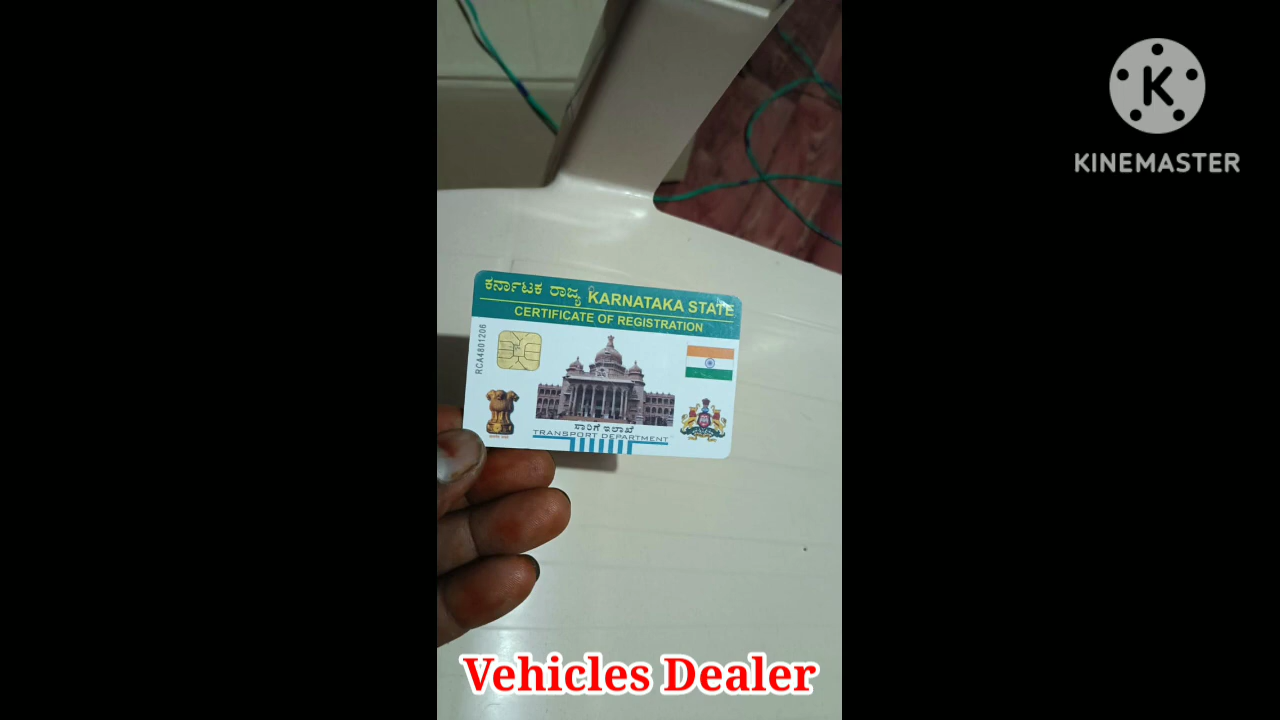 KINEMASTER
ಕರ್ನಾಟಕ ರಾಜ್ಯ KARNATAKA STATE
CERTIFICATE OF REGISTRATION
RCA4801206
ಸಾರಿಗೆ ಇಲಾಖೆ
TRANSPORT DEPARTMENT
Vehicles Dealer